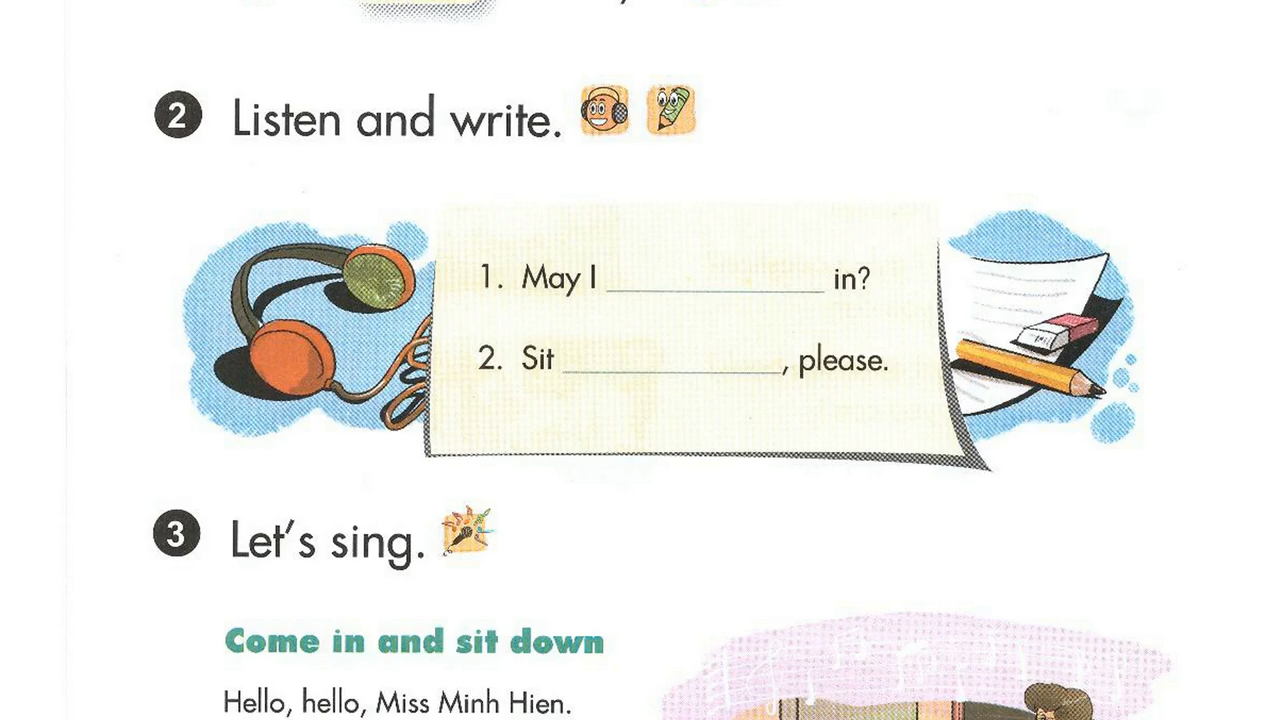 2 Listen and write.
1. May I ____________ in?
2. Sit ____________, please.
3 Let's sing.
Come in and sit down
Hello, hello, Miss Minh Hien.